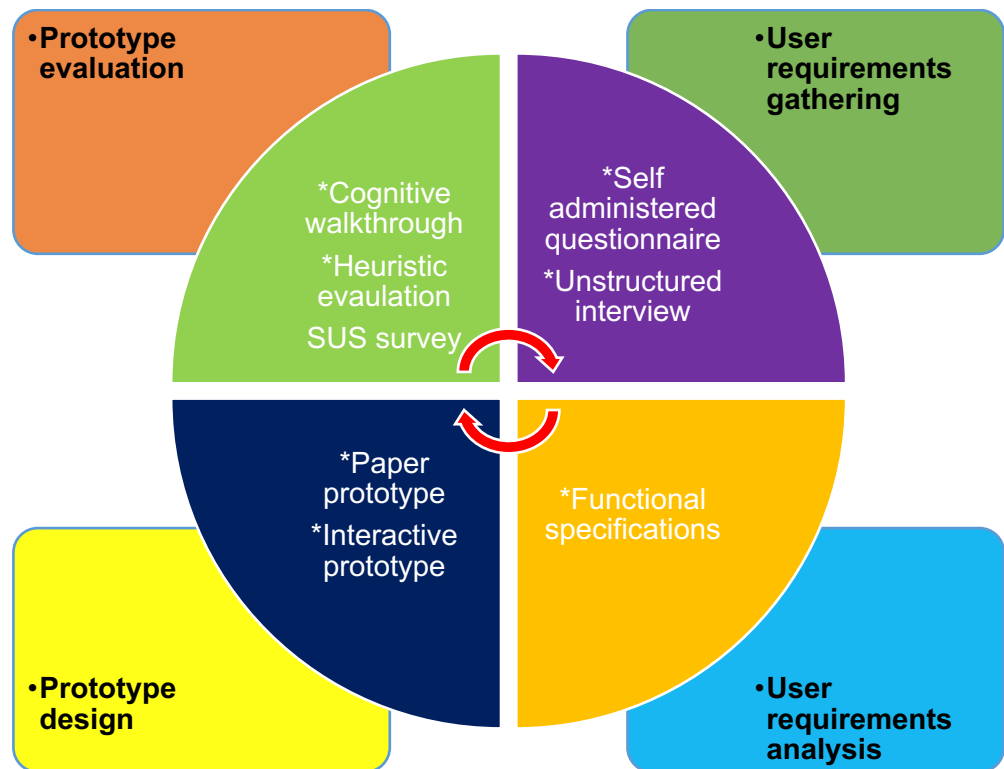 •Prototype
evaluation
•User
requirements
gathering
*Cognitive
walkthrough
*Heuristic
evaulation
SUS survey
*Self
administered
questionnaire
*Unstructured
interview
*Paper
prototype
*Interactive
prototype
*Functional
specifications
•Prototype
design
•User
requirements
analysis